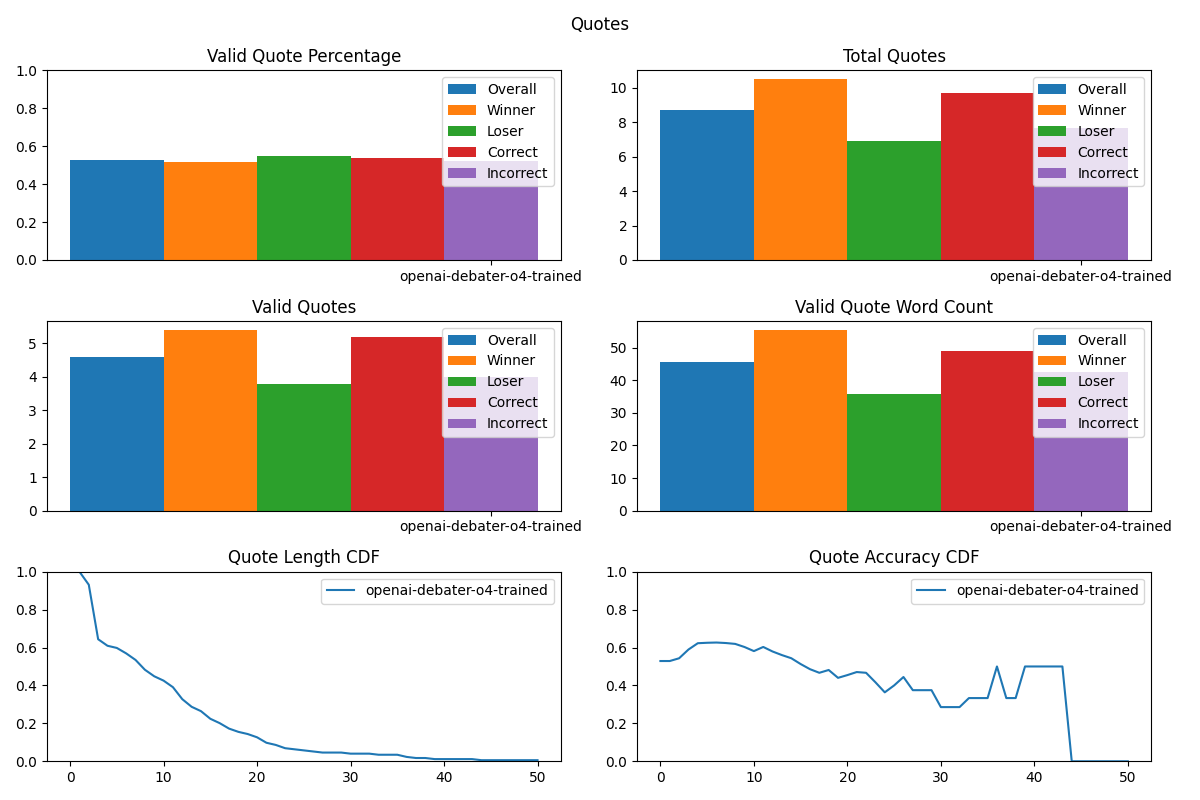 Quotes
Valid Quote Percentage
1.0
0.8
0.6
0.4
0.2
0.0
Overall
Winner
Loser
Correct
Incorrect
openai-debater-o4-trained
Total Quotes
10
8
6
4
2
0
Overall
Winner
Loser
Correct
Incorrect
openai-debater-o4-trained
Valid Quotes
5
4
3
2
1
0
Overall
Winner
Loser
Correct
Incorrect
openai-debater-o4-trained
Valid Quote Word Count
50
40
30
20
10
0
Overall
Winner
Loser
Correct
Incorrect
openai-debater-o4-trained
Quote Length CDF
1.0
0.8
0.6
0.4
0.2
0.0
openai-debater-o4-trained
0 10 20 30 40 50
Quote Accuracy CDF
1.0
0.8
0.6
0.4
0.2
0.0
openai-debater-o4-trained
0 10 20 30 40 50